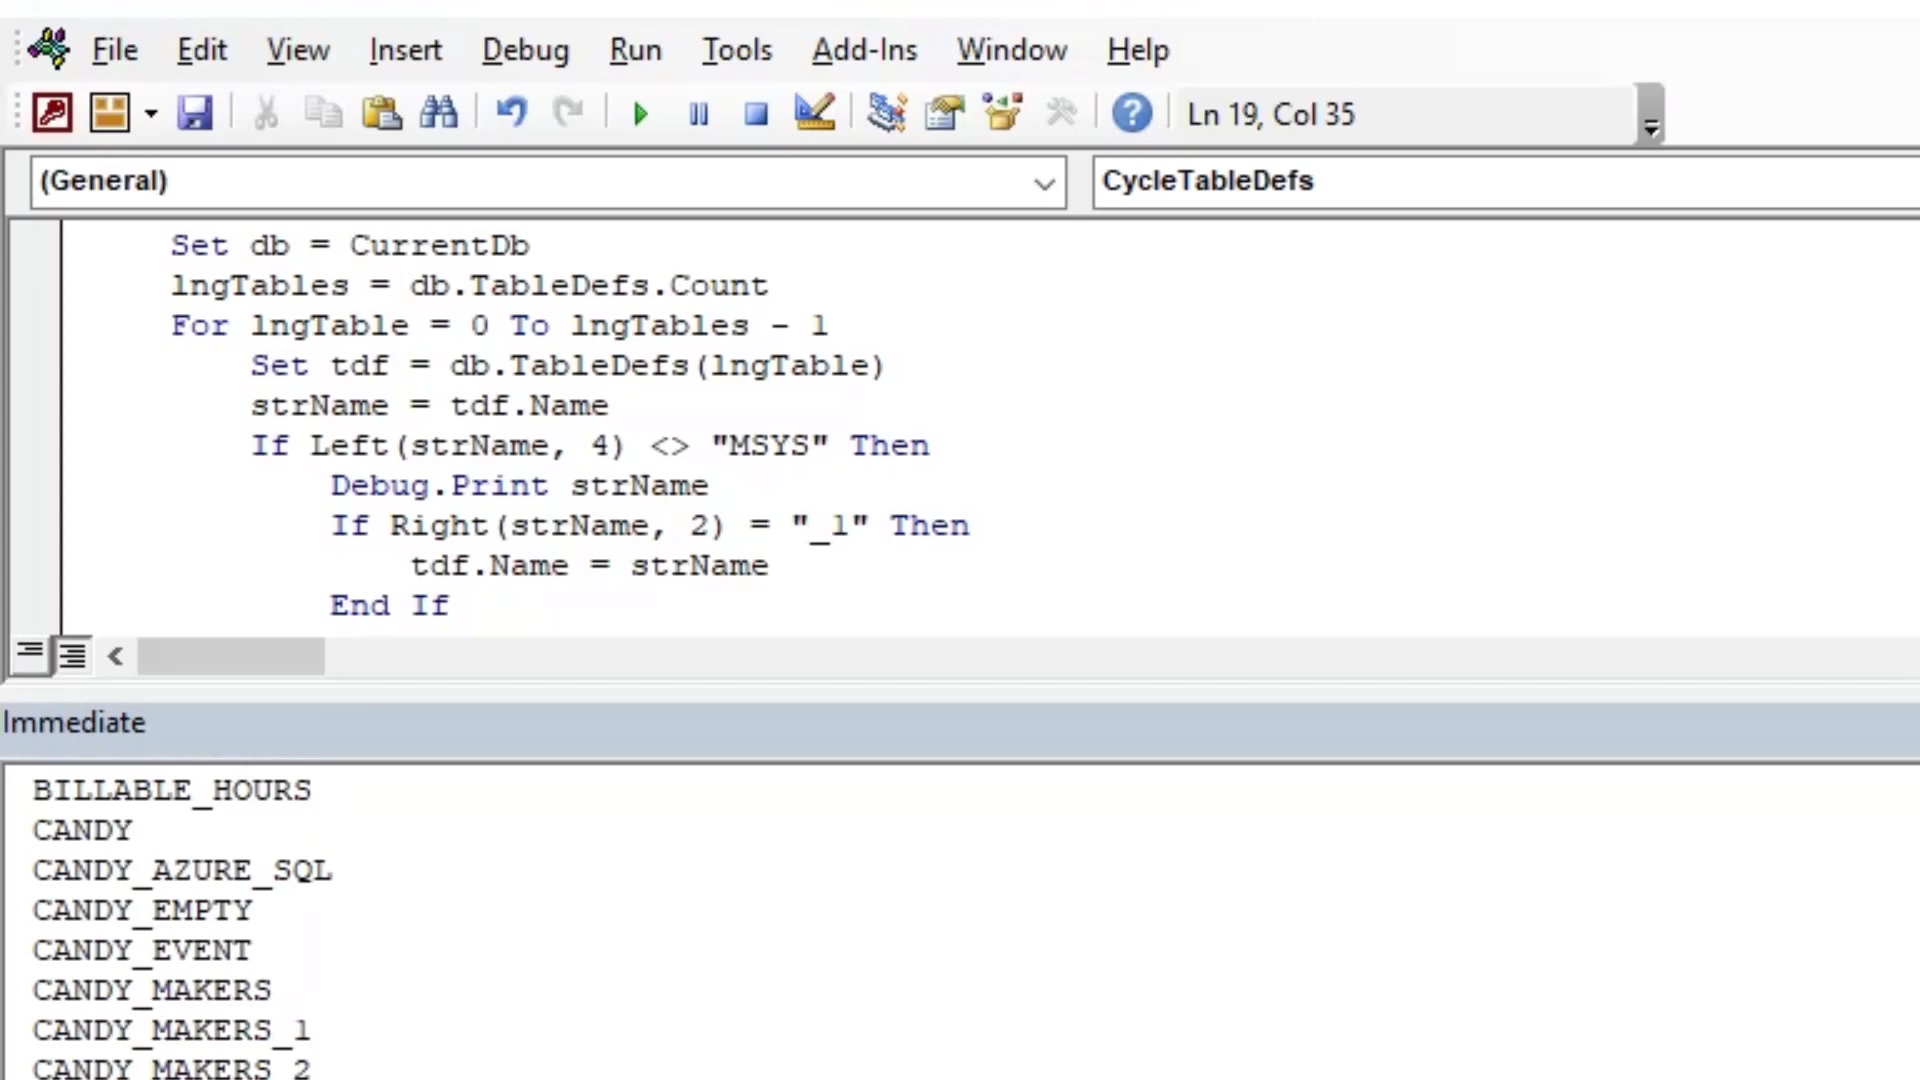 File Edit View Insert Debug Run Tools Add-Ins Window Help
Ln 19, Col 35
(General) CycleTableDefs
Set db = CurrentDb
lngTables = db.TableDefs.Count
For lngTable = 0 To lngTables - 1
Set tdf = db.TableDefs(lngTable)
strName = tdf.Name
If Left(strName, 4) <> "MSYS" Then
Debug.Print strName
If Right(strName, 2) = "_1" Then
tdf.Name = strName
End If
Immediate
BILLABLE_HOURS
CANDY
CANDY_AZURE_SQL
CANDY_EMPTY
CANDY_EVENT
CANDY_MAKERS
CANDY_MAKERS_1
CANDY_MAKERS_2